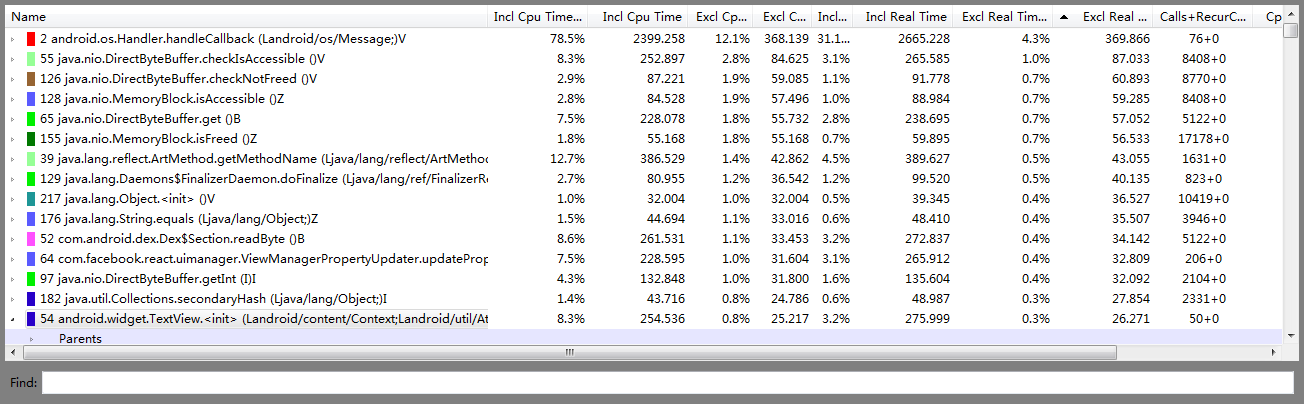 Name Incl Cpu Time... Incl Cpu Time Excl Cp... Excl C... Incl... Incl Real Time Excl Real Tim... Excl Real ... Calls+RecurC... Cp
2 android.os.Handler.handleCallback (Landroid/os/Message;)V 78.5% 2399.258 12.1% 368.139 31.1... 2665.228 4.3% 369.866 76+0
55 java.nio.DirectByteBuffer.checkIsAccessible ()V 8.3% 252.897 2.8% 84.625 3.1% 265.585 1.0% 87.033 8408+0
126 java.nio.DirectByteBuffer.checkNotFreed ()V 2.9% 87.221 1.9% 59.085 1.1% 91.778 0.7% 60.893 8770+0
128 java.nio.MemoryBlock.isAccessible ()Z 2.8% 84.528 1.9% 57.496 1.0% 88.984 0.7% 59.285 8408+0
65 java.nio.DirectByteBuffer.get ()B 7.5% 228.078 1.8% 55.732 2.8% 238.695 0.7% 57.052 5122+0
155 java.nio.MemoryBlock.isFreed ()Z 1.8% 55.168 1.8% 55.168 0.7% 59.895 0.7% 56.533 17178+0
39 java.lang.reflect.ArtMethod.getMethodName (Ljava/lang/reflect/ArtMetho 12.7% 386.529 1.4% 42.862 4.5% 389.627 0.5% 43.055 1631+0
129 java.lang.Daemons$FinalizerDaemon.doFinalize (Ljava/lang/ref/FinalizerRe 2.7% 80.955 1.2% 36.542 1.2% 99.520 0.5% 40.135 823+0
217 java.lang.Object.<init> ()V 1.0% 32.004 1.0% 32.004 0.5% 39.345 0.4% 36.527 10419+0
176 java.lang.String.equals (Ljava/lang/Object;)Z 1.5% 44.694 1.1% 33.016 0.6% 48.410 0.4% 35.507 3946+0
52 com.android.dex.Dex$Section.readByte ()B 8.6% 261.531 1.1% 33.453 3.2% 272.837 0.4% 34.142 5122+0
64 com.facebook.react.uimanager.ViewManagerPropertyUpdater.updateProp 7.5% 228.595 1.0% 31.604 3.1% 265.912 0.4% 32.809 206+0
97 java.nio.DirectByteBuffer.getInt (I)I 4.3% 132.848 1.0% 31.800 1.6% 135.604 0.4% 32.092 2104+0
182 java.util.Collections.secondaryHash (Ljava/lang/Object;)I 1.4% 43.716 0.8% 24.786 0.6% 48.987 0.3% 27.854 2331+0
54 android.widget.TextView.<init> (Landroid/content/Context;Landroid/util/At 8.3% 254.536 0.8% 25.217 3.2% 275.999 0.3% 26.271 50+0
Parents
Find: